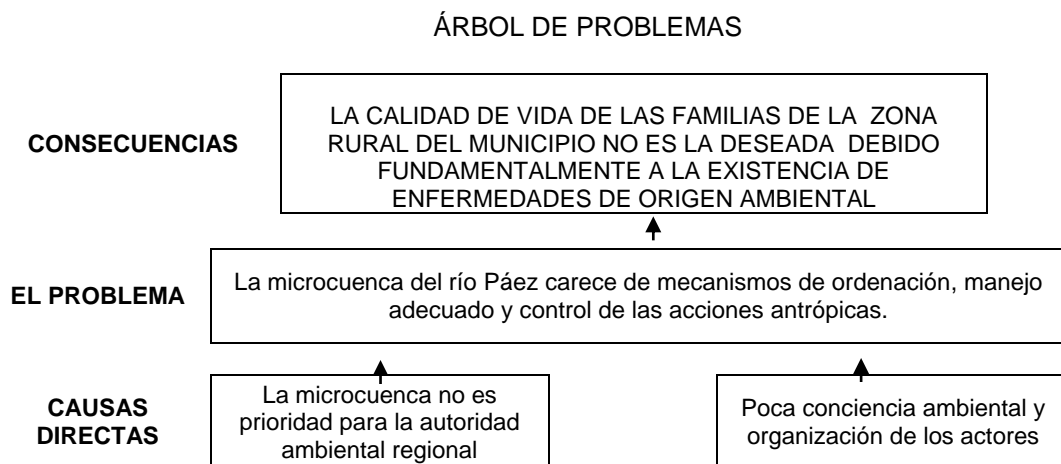 ÁRBOL DE PROBLEMAS
CONSECUENCIAS
LA CALIDAD DE VIDA DE LAS FAMILIAS DE LA ZONA
RURAL DEL MUNICIPIO NO ES LA DESEADA DEBIDO
FUNDAMENTALMENTE A LA EXISTENCIA DE
ENFERMEDADES DE ORIGEN AMBIENTAL
EL PROBLEMA
La microcuenca del río Páez carece de mecanismos de ordenación, manejo
adecuado y control de las acciones antrópicas.
CAUSAS
DIRECTAS
La microcuenca no es
prioridad para la autoridad
ambiental regional
Poca conciencia ambiental y
organización de los actores